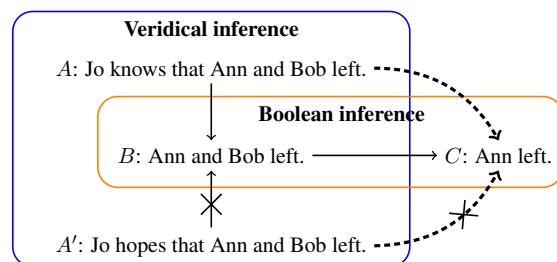 Veridical inference
A: Jo knows that Ann and Bob left.
Boolean inference
B: Ann and Bob left.
C: Ann left.
A′: Jo hopes that Ann and Bob left.